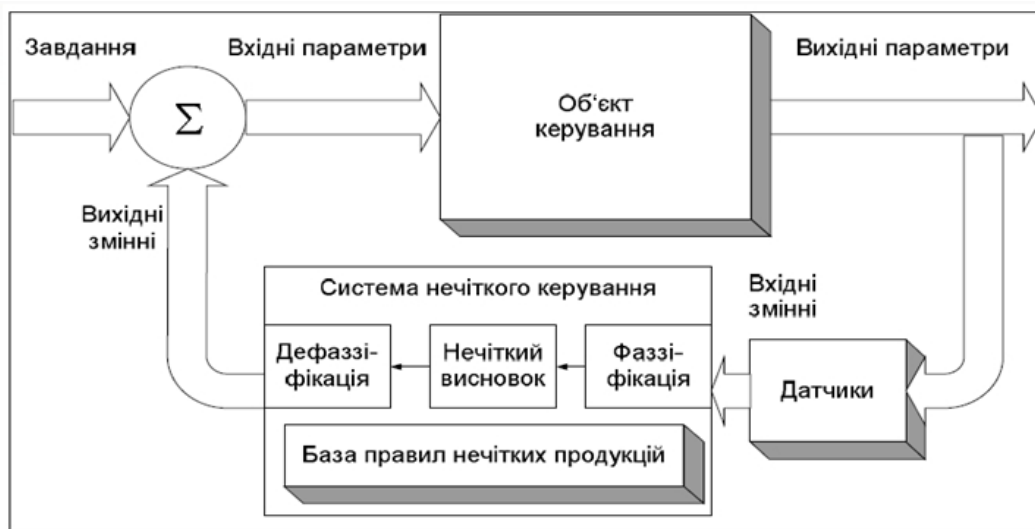 Завдання
Вхідні параметри
Вихідні параметри
Σ
Об‘єкт
керування
Вихідні
змінні
Система нечіткого керування
Вхідні
змінні
Дефаззі-
фікація
Нечіткий
висновок
Фаззі-
фікація
Датчики
База правил нечітких продукцій